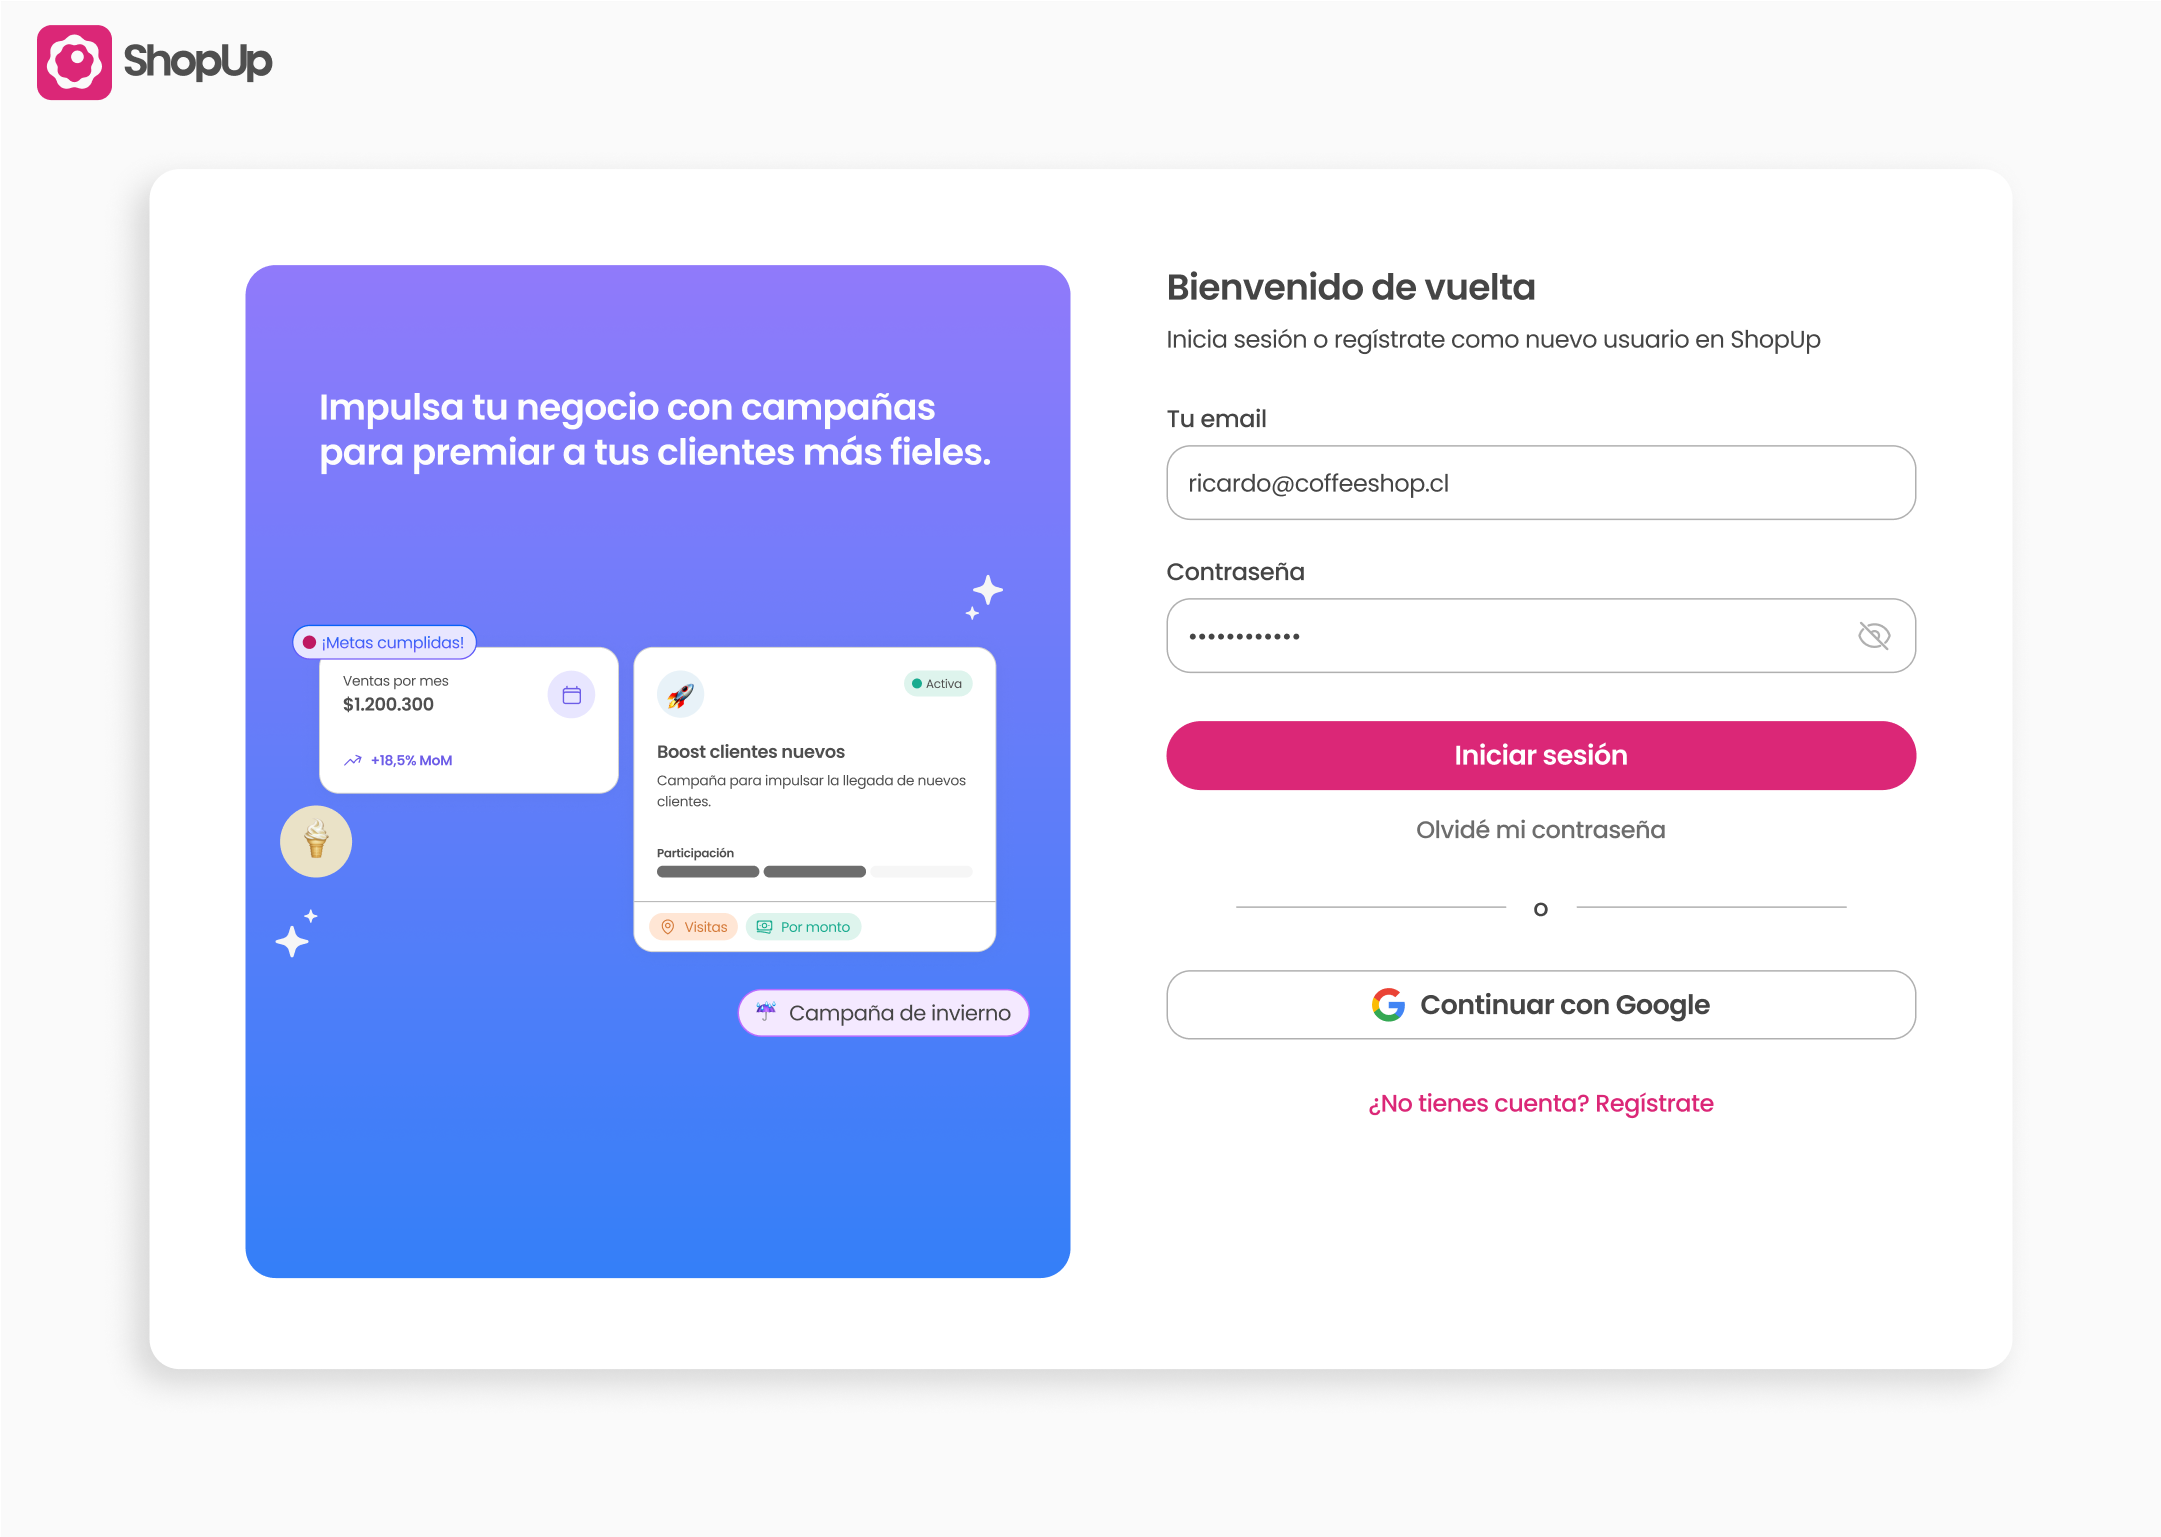 ShopUp
Impulsa tu negocio con campañas
para premiar a tus clientes más fieles.
¡Metas cumplidas!
Ventas por mes
$1.200.300
+18,5% MoM
Activa
Boost clientes nuevos
Campaña para impulsar la llegada de nuevos
clientes.
Participación
Visitas
Por monto
Campaña de invierno
Bienvenido de vuelta
Inicia sesión o regístrate como nuevo usuario en ShopUp
Tu email
ricardo@coffeeshop.cl
Contraseña
••••••••••••
Iniciar sesión
Olvidé mi contraseña
o
Continuar con Google
¿No tienes cuenta? Regístrate